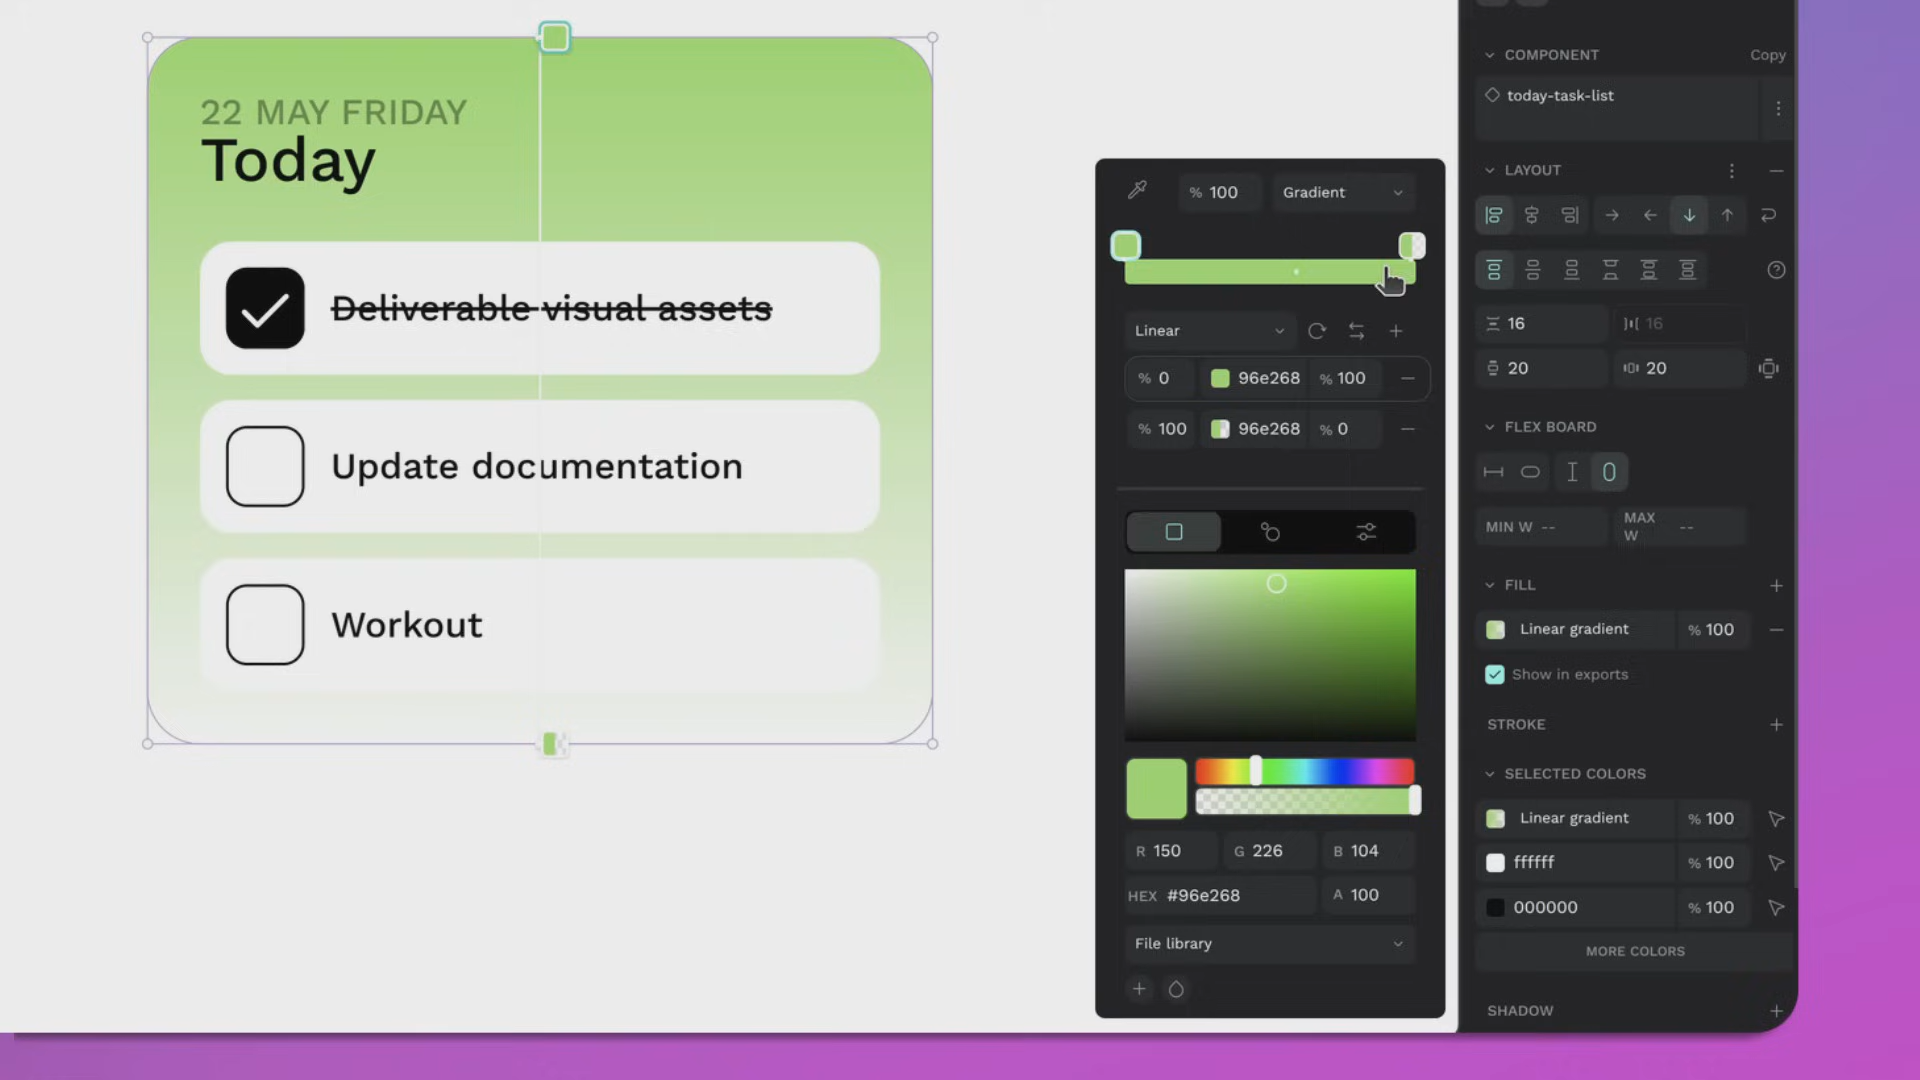 22 MAY FRIDAY
Today
Deliverable visual assets
Update documentation
Workout
% 100 Gradient
Linear
% 0 96e268 % 100
% 100 96e268 % 0
R 150 G 226 B 104
HEX #96e268 A 100
File library
COMPONENT Copy
today-task-list
LAYOUT
16 16
20 20
FLEX BOARD
MIN W -- MAX W --
FILL
Linear gradient % 100
Show in exports
STROKE
SELECTED COLORS
Linear gradient % 100
ffffff % 100
000000 % 100
MORE COLORS
SHADOW